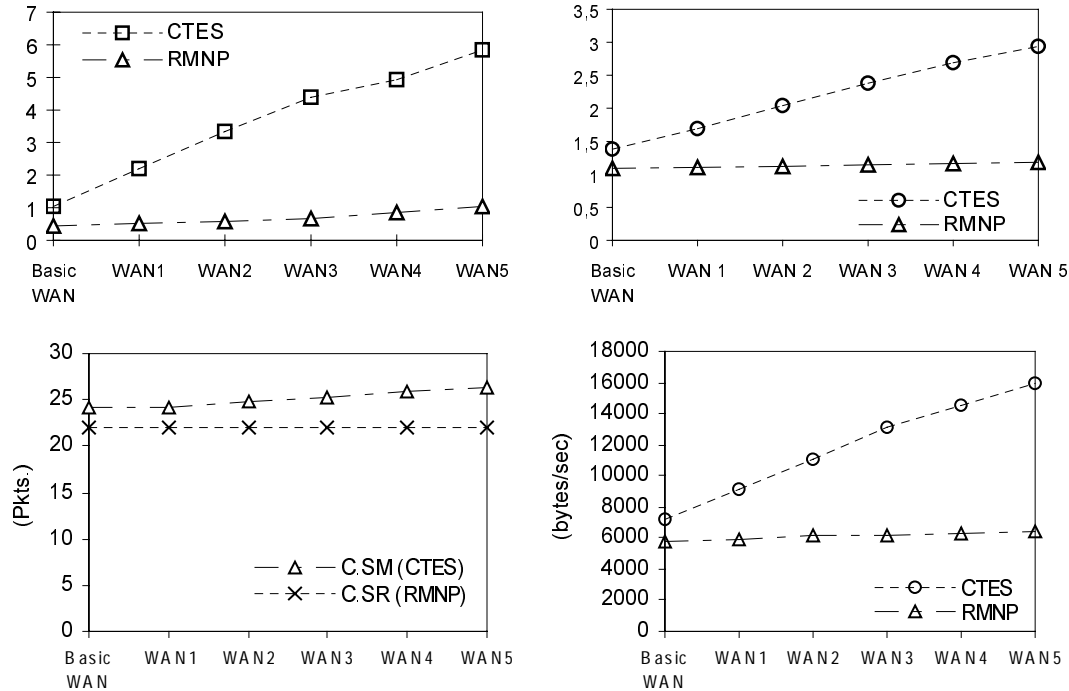 7
6
5
4
3
2
1
0
CTES
RMNP
Basic WAN1 WAN2 WAN3 WAN4 WAN5
WAN
3,5
3
2,5
2
1,5
1
0,5
0
CTES
RMNP
Basic WAN 1 WAN 2 WAN 3 WAN 4 WAN 5
WAN
30
25
20
15
10
5
0
(Pkts.)
C.SM (CTES)
C.SR (RMNP)
Basic WAN1 WAN2 WAN3 WAN4 WAN5
WAN
18000
16000
14000
12000
10000
8000
6000
4000
2000
0
(bytes/sec)
CTES
RMNP
Basic WAN1 WAN2 WAN3 WAN4 WAN5
WAN